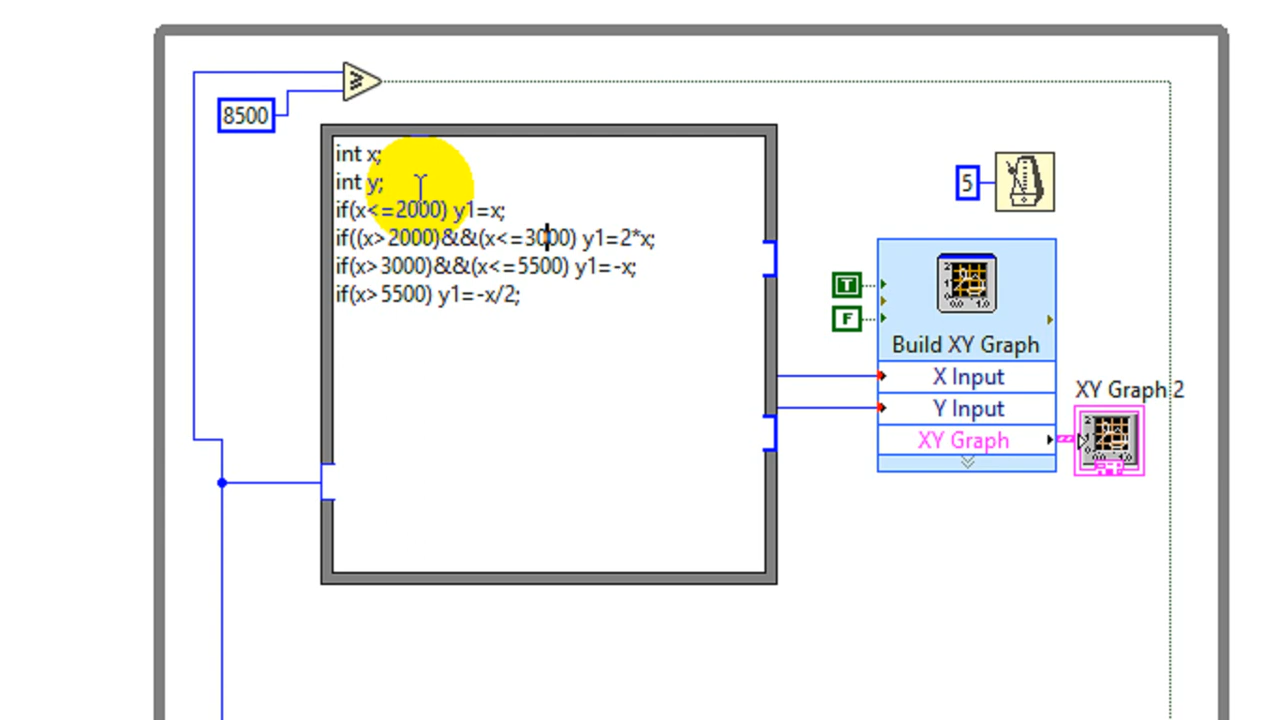 8500
int x;
int y;
if(x<=2000) y1=x;
if((x>2000)&&(x<=3000) y1=2*x;
if(x>3000)&&(x<=5500) y1=-x;
if(x>5500) y1=-x/2;
5
T
F
Build XY Graph
X Input
Y Input
XY Graph
XY Graph 2